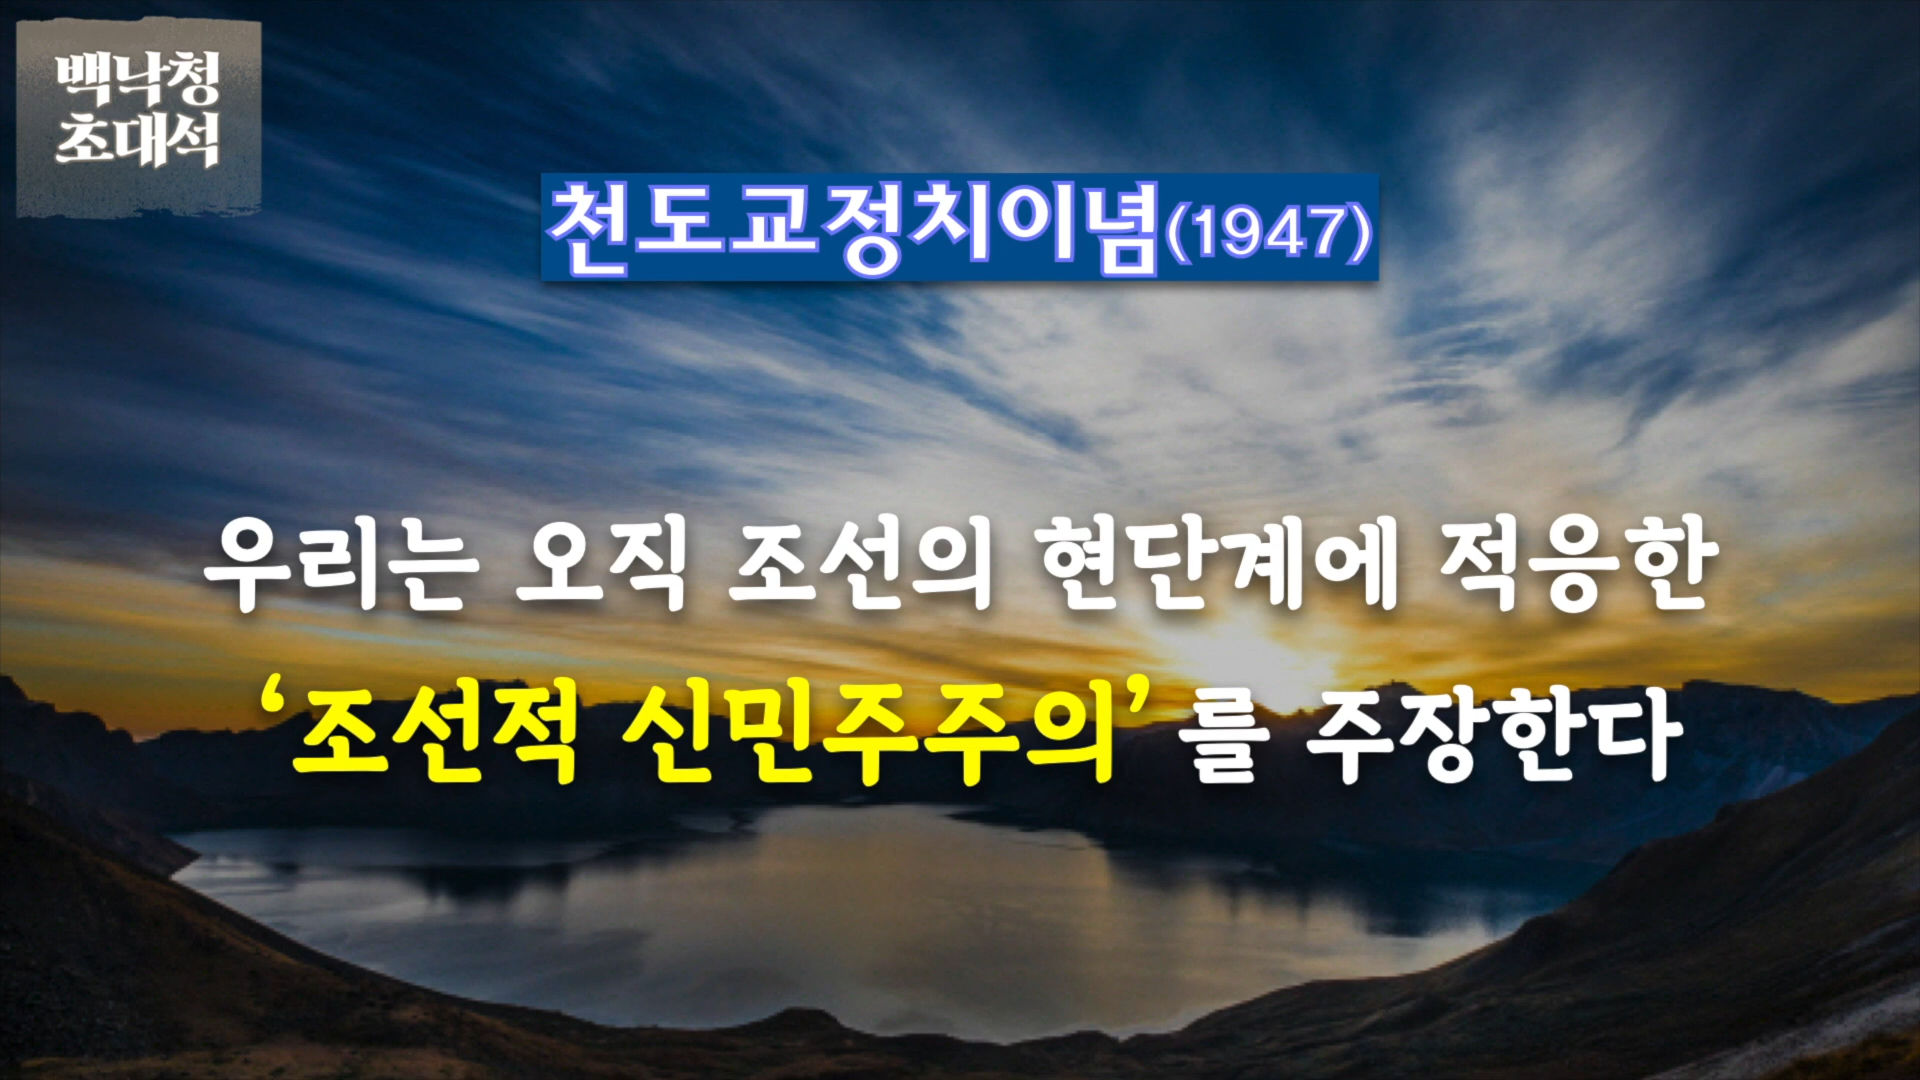 백낙청
초대석
천도교정치이념(1947)
우리는 오직 조선의 현단계에 적응한
‘조선적 신민주주의’를 주장한다